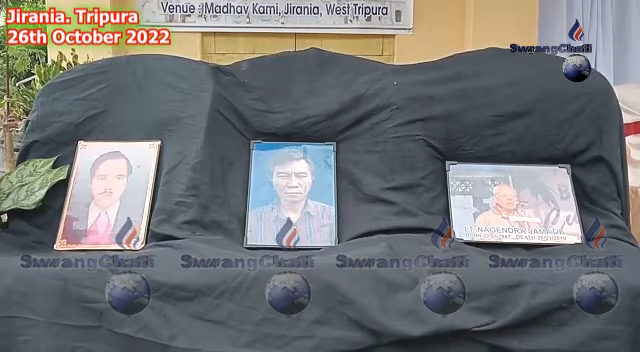 Jirania. Tripura
26th October 2022
Venue : Madhav Kami, Jirania, West Tripura
SwrangChati
LT. NAGENDRA JAMATIA
SwrangChati SwrangChati SwrangChati SwrangChati